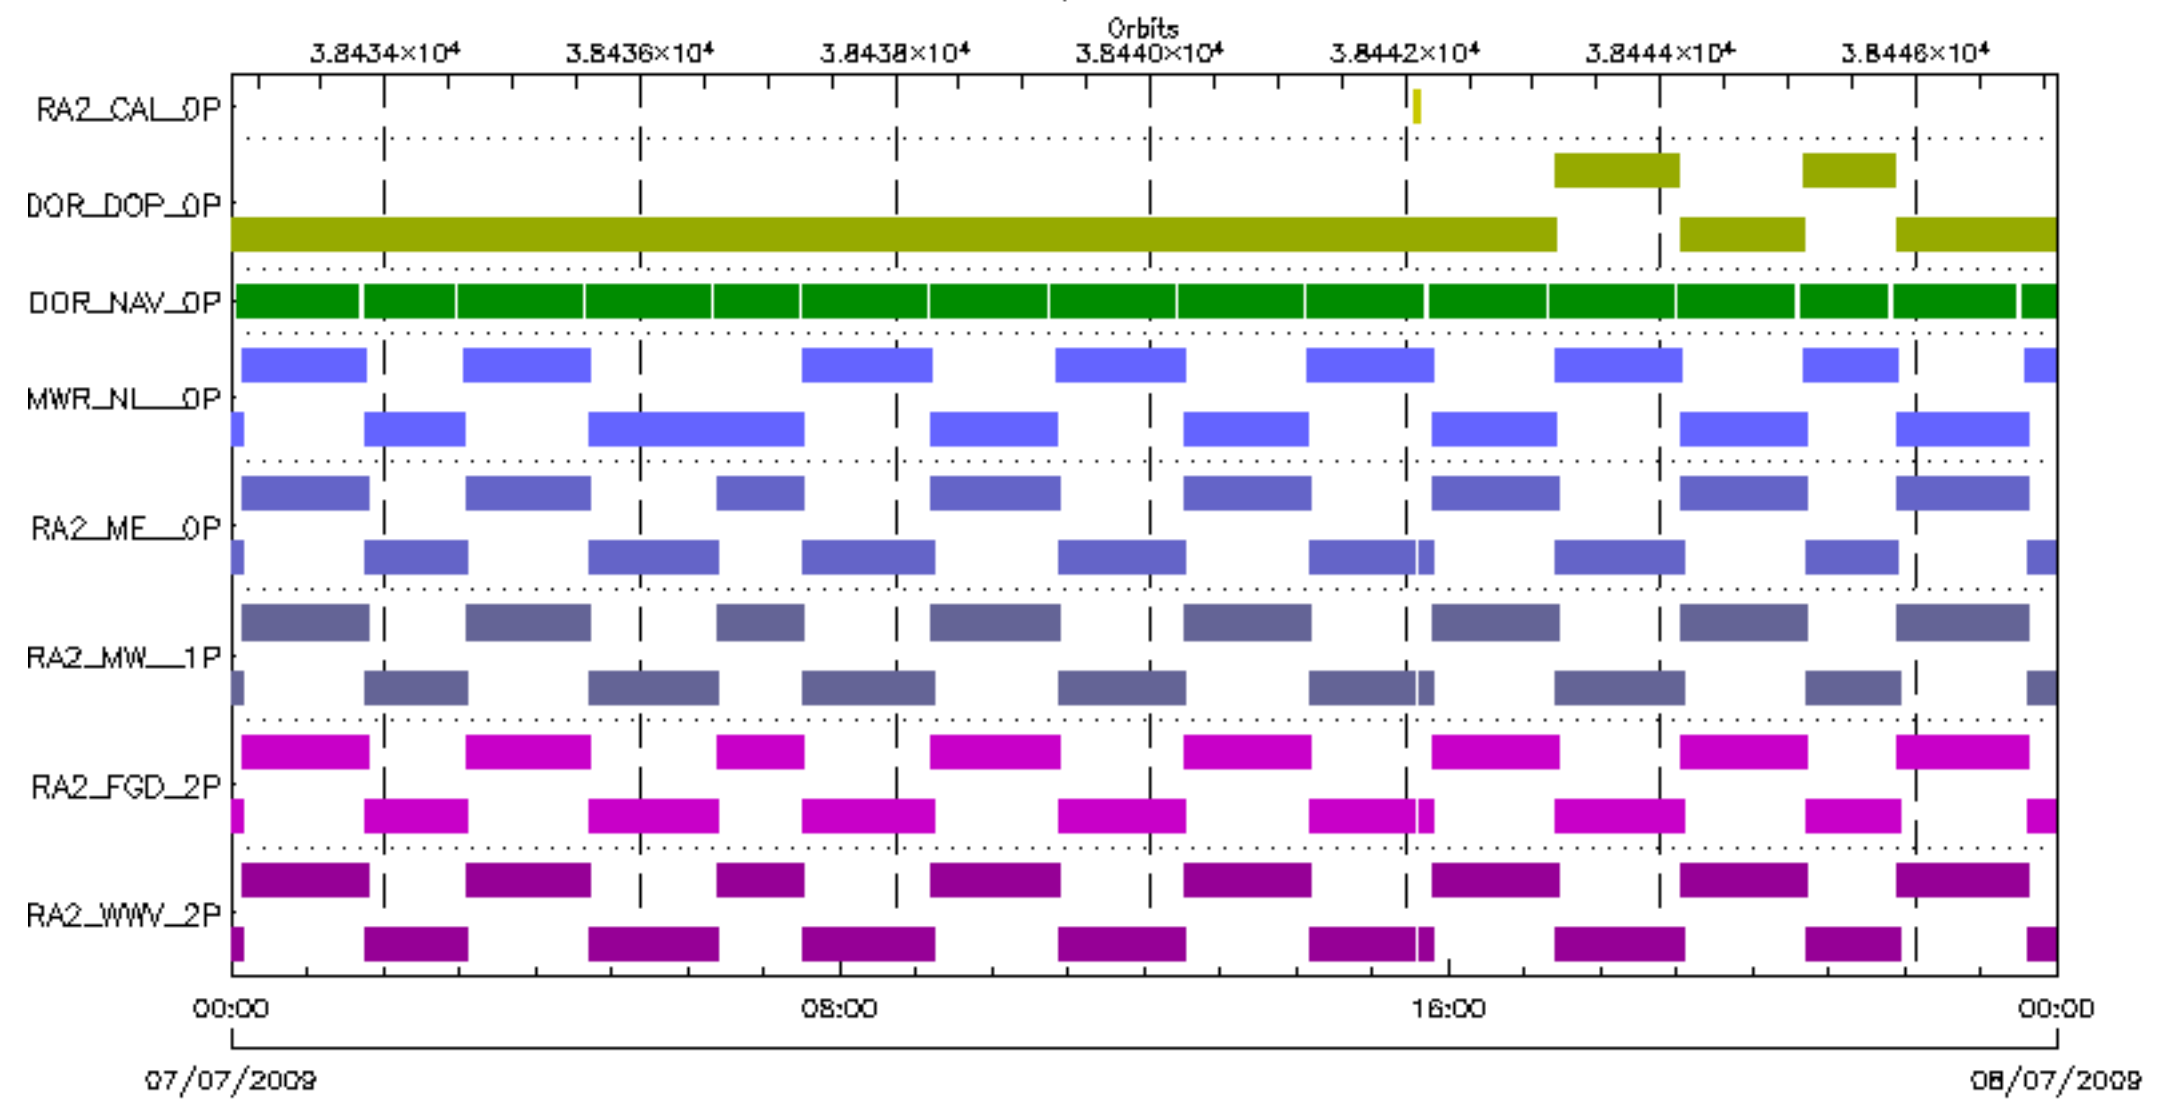 Orbits
3.8434×10⁴ 3.8436×10⁴ 3.8438×10⁴ 3.8440×10⁴ 3.8442×10⁴ 3.8444×10⁴ 3.8446×10⁴
RA2_CAL_0P
DOR_DOP_0P
DOR_NAV_0P
MWR_NL__0P
RA2_ME__0P
RA2_MW__1P
RA2_FGD_2P
RA2_WWV_2P
00:00 08:00 16:00 00:00
07/07/2009 08/07/2009